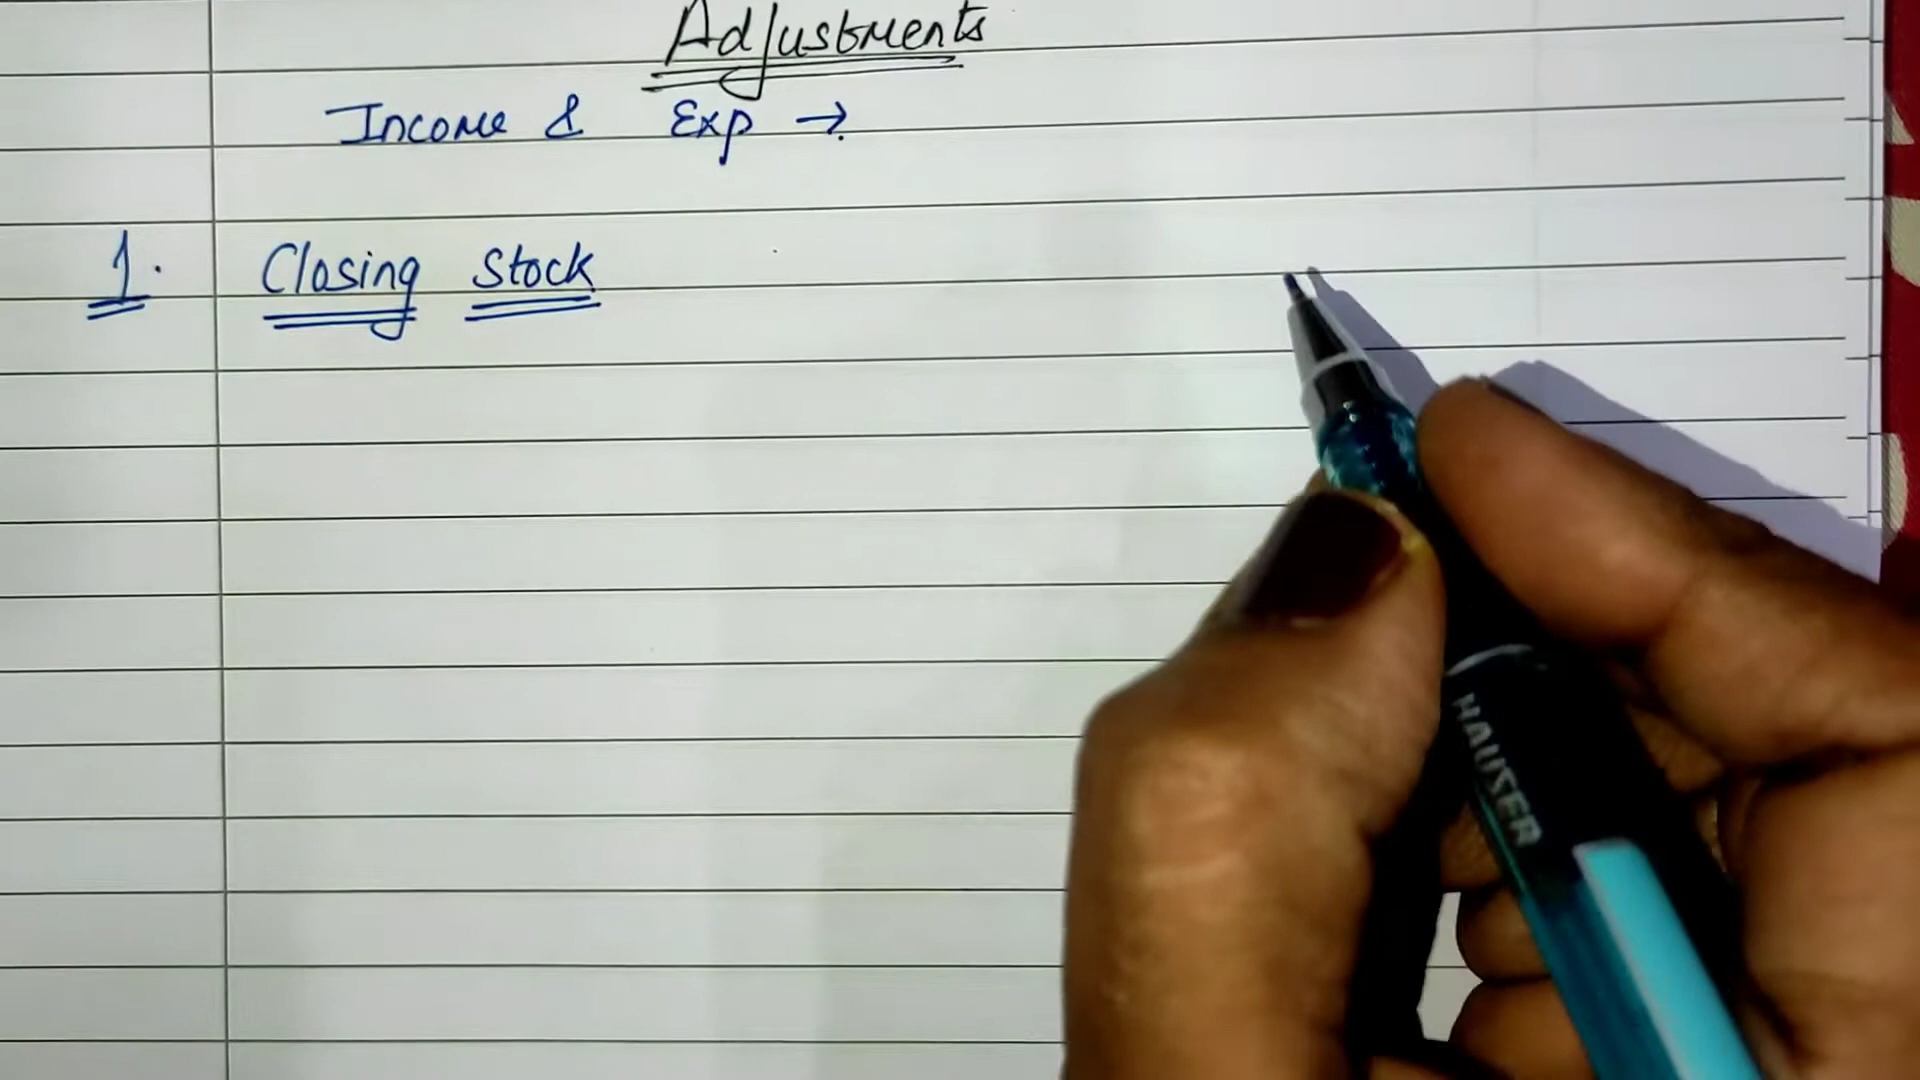 Adjustments
Income & Exp →
1. Closing Stock
HAUSER